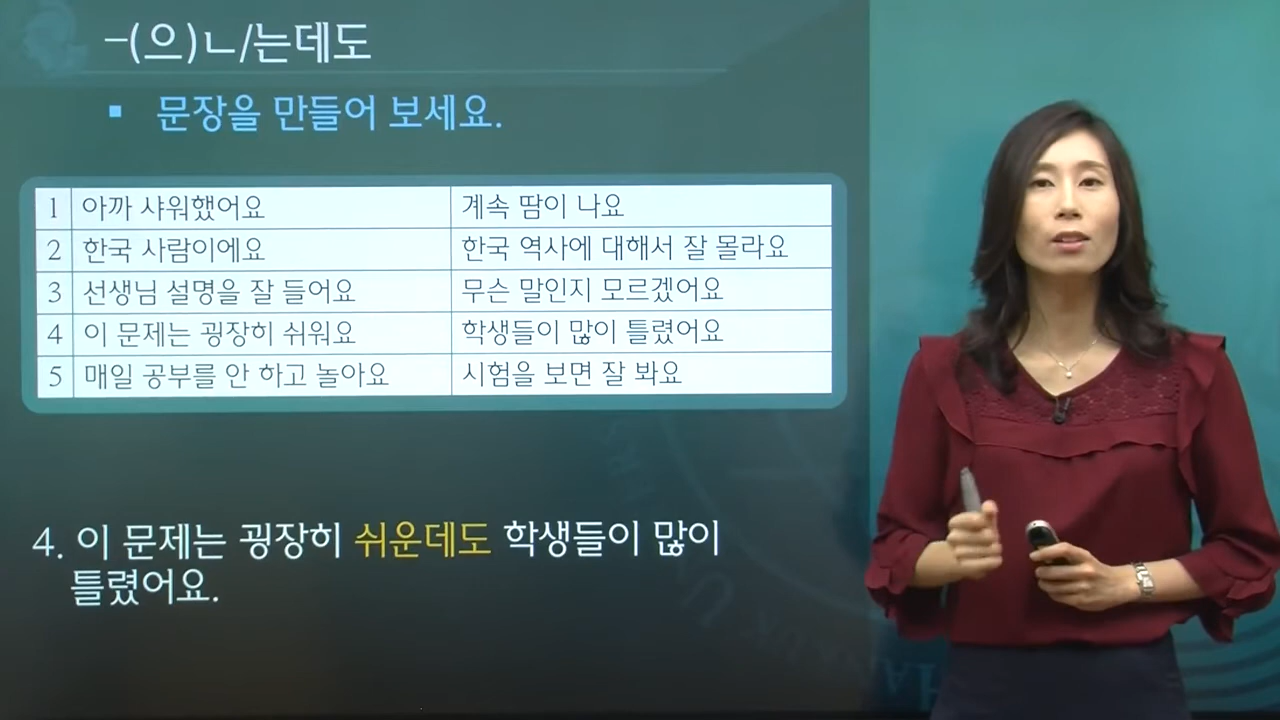 -(으)ㄴ/는데도
▪ 문장을 만들어 보세요.
1 아까 샤워했어요 계속 땀이 나요
2 한국 사람이에요 한국 역사에 대해서 잘 몰라요
3 선생님 설명을 잘 들어요 무슨 말인지 모르겠어요
4 이 문제는 굉장히 쉬워요 학생들이 많이 틀렸어요
5 매일 공부를 안 하고 놀아요 시험을 보면 잘 봐요
4. 이 문제는 굉장히 쉬운데도 학생들이 많이
틀렸어요.